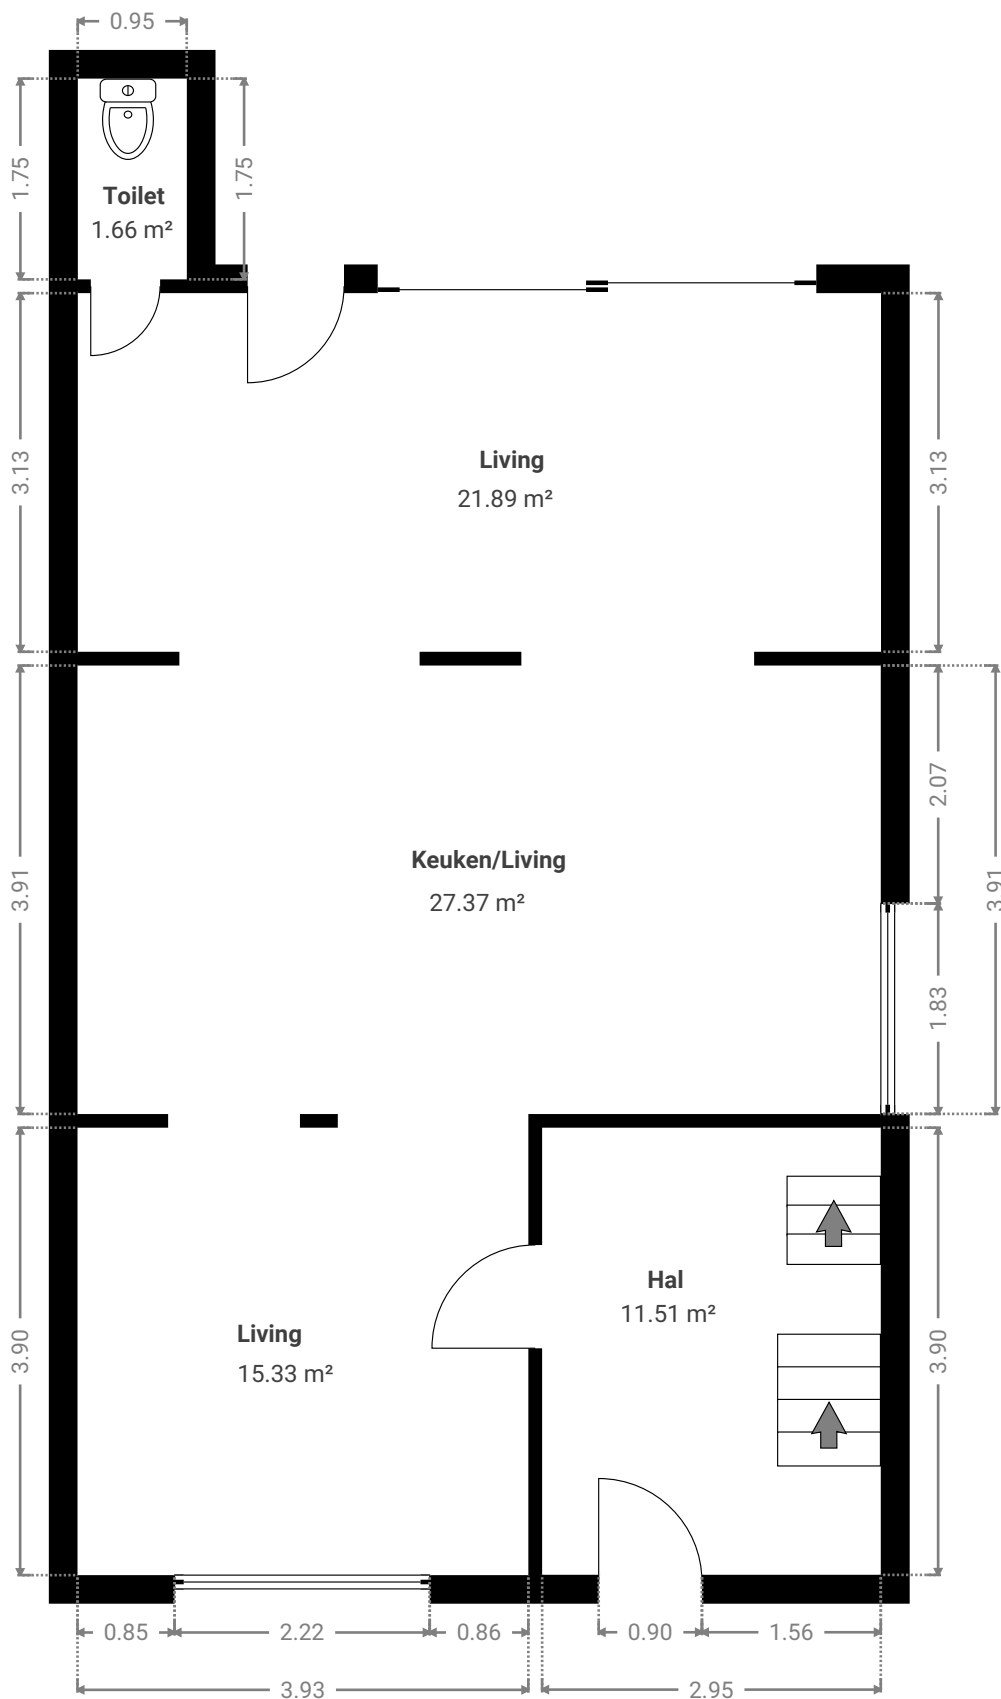 0.95
1.75
1.75
Toilet
1.66 m²
3.13
Living
21.89 m²
3.13
3.91
Keuken/Living
27.37 m²
2.07
1.83
3.91
3.90
Living
15.33 m²
Hal
11.51 m²
3.90
0.85
2.22
0.86
0.90
1.56
3.93
2.95